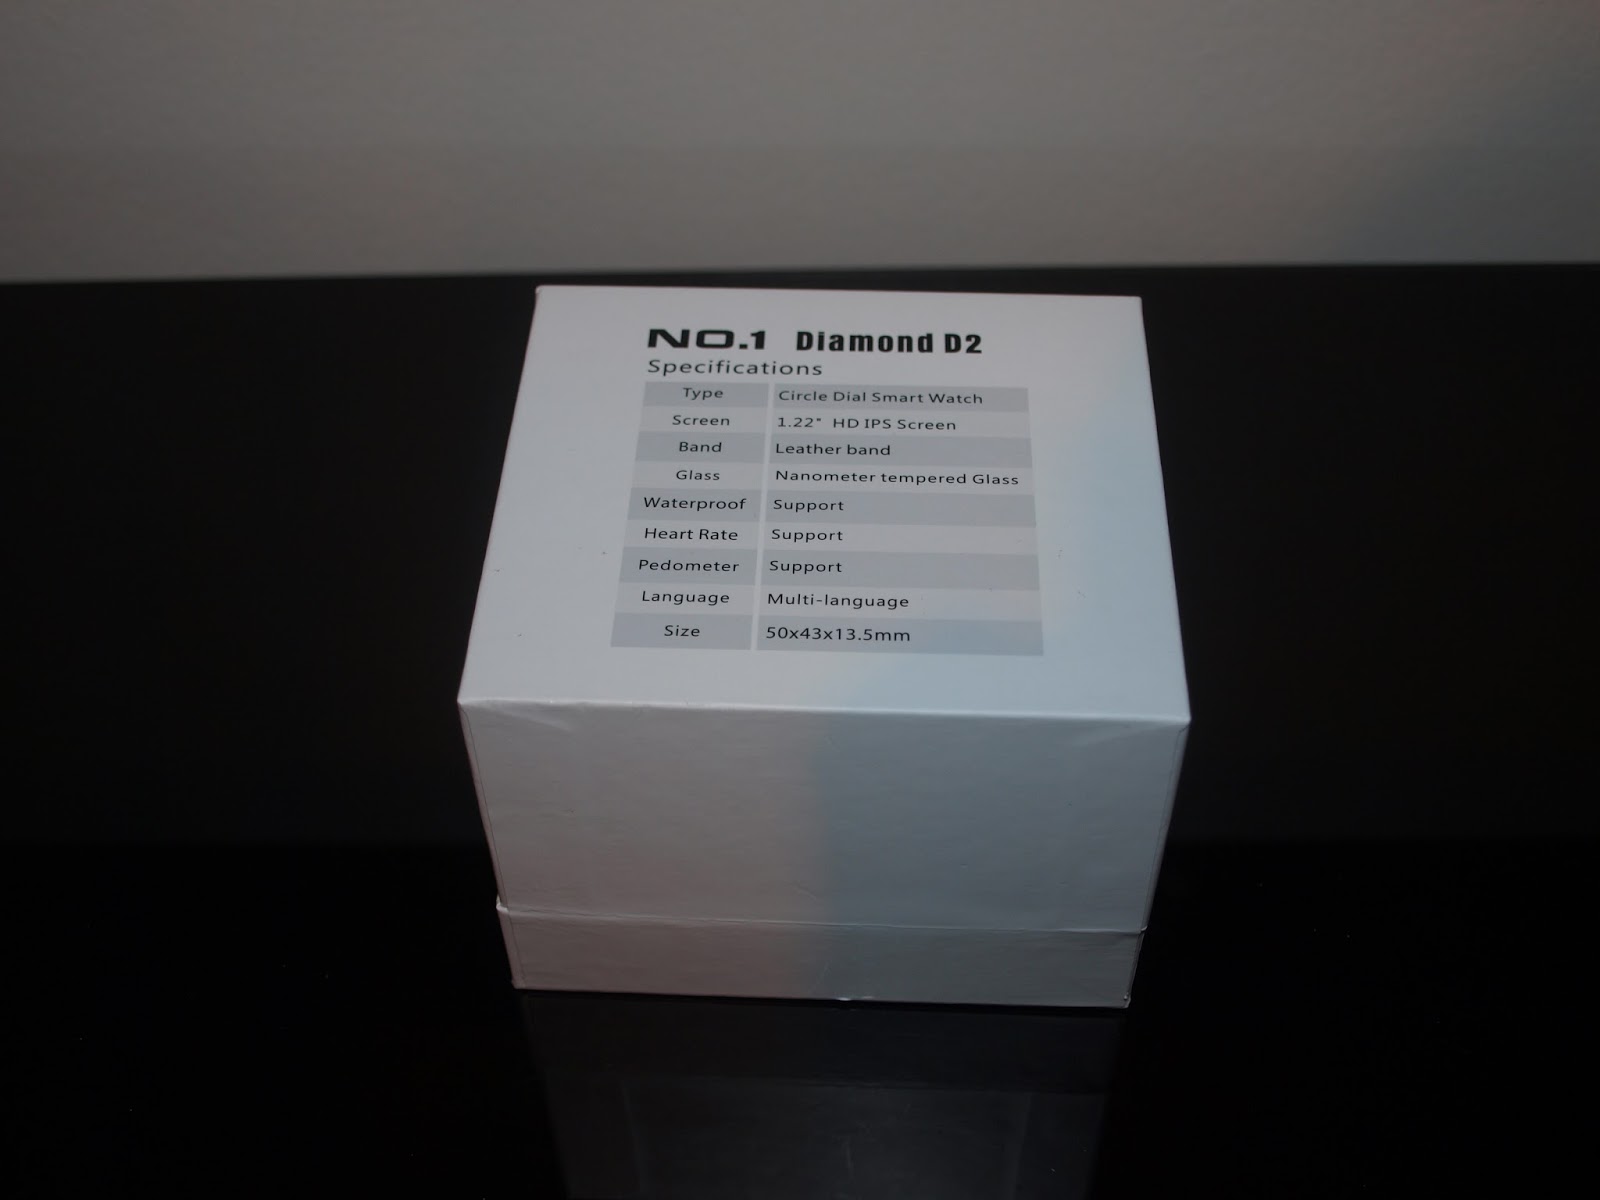 NO.1 Diamond D2
Specifications
Type Circle Dial Smart Watch
Screen 1.22" HD IPS Screen
Band Leather band
Glass Nanometer tempered Glass
Waterproof Support
Heart Rate Support
Pedometer Support
Language Multi-language
Size 50x43x13.5mm